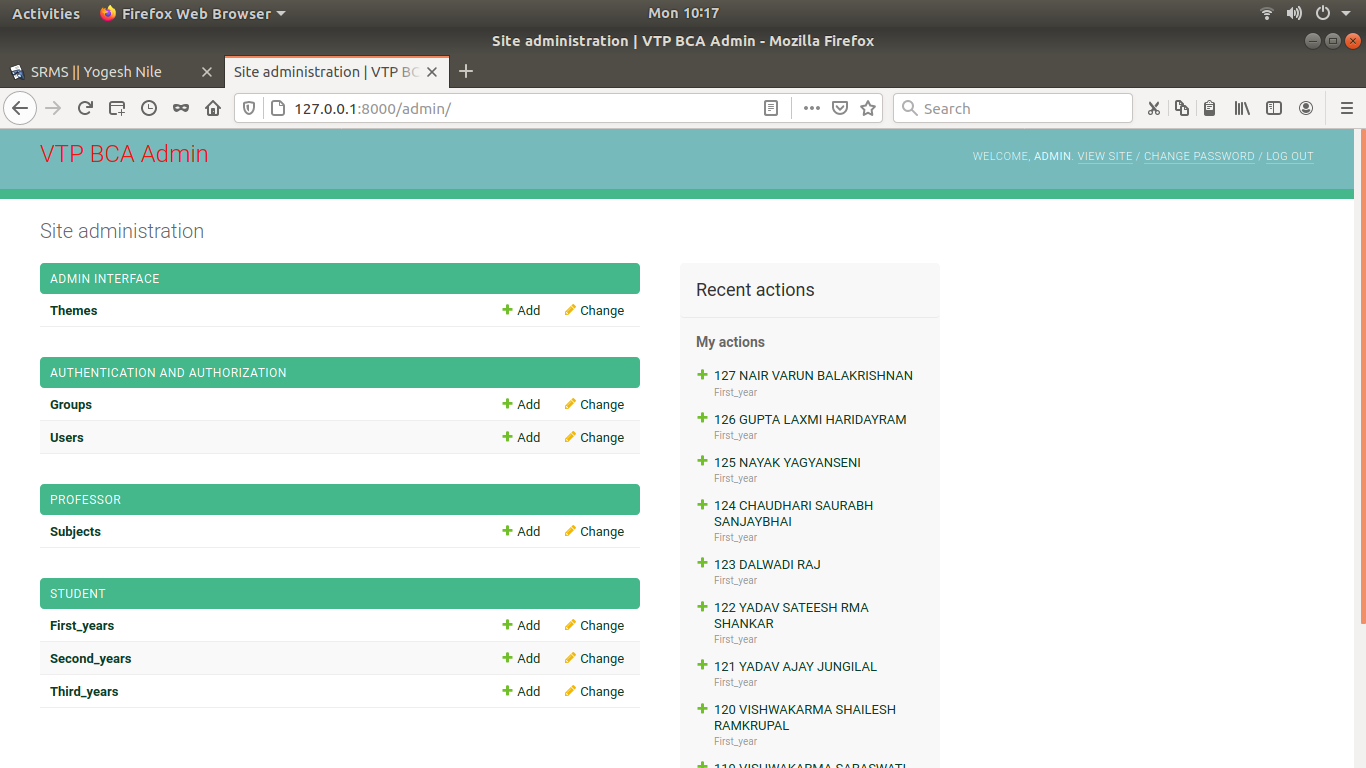 Activities Firefox Web Browser Mon 10:17
Site administration | VTP BCA Admin - Mozilla Firefox
SRMS || Yogesh Nile Site administration | VTP BC
127.0.0.1:8000/admin/ Search
VTP BCA Admin
WELCOME, ADMIN. VIEW SITE / CHANGE PASSWORD / LOG OUT
Site administration
ADMIN INTERFACE
Themes Add Change
AUTHENTICATION AND AUTHORIZATION
Groups Add Change
Users Add Change
PROFESSOR
Subjects Add Change
STUDENT
First_years Add Change
Second_years Add Change
Third_years Add Change
Recent actions
My actions
127 NAIR VARUN BALAKRISHNAN
First_year
126 GUPTA LAXMI HARIDAYRAM
First_year
125 NAYAK YAGYANSENI
First_year
124 CHAUDHARI SAURABH
SANJAYBHAI
First_year
123 DALWADI RAJ
First_year
122 YADAV SATEESH RMA
SHANKAR
First_year
121 YADAV AJAY JUNGILAL
First_year
120 VISHWAKARMA SHAILESH
RAMKRUPAL
First_year
119 VISHWAKARMA SARASWATI